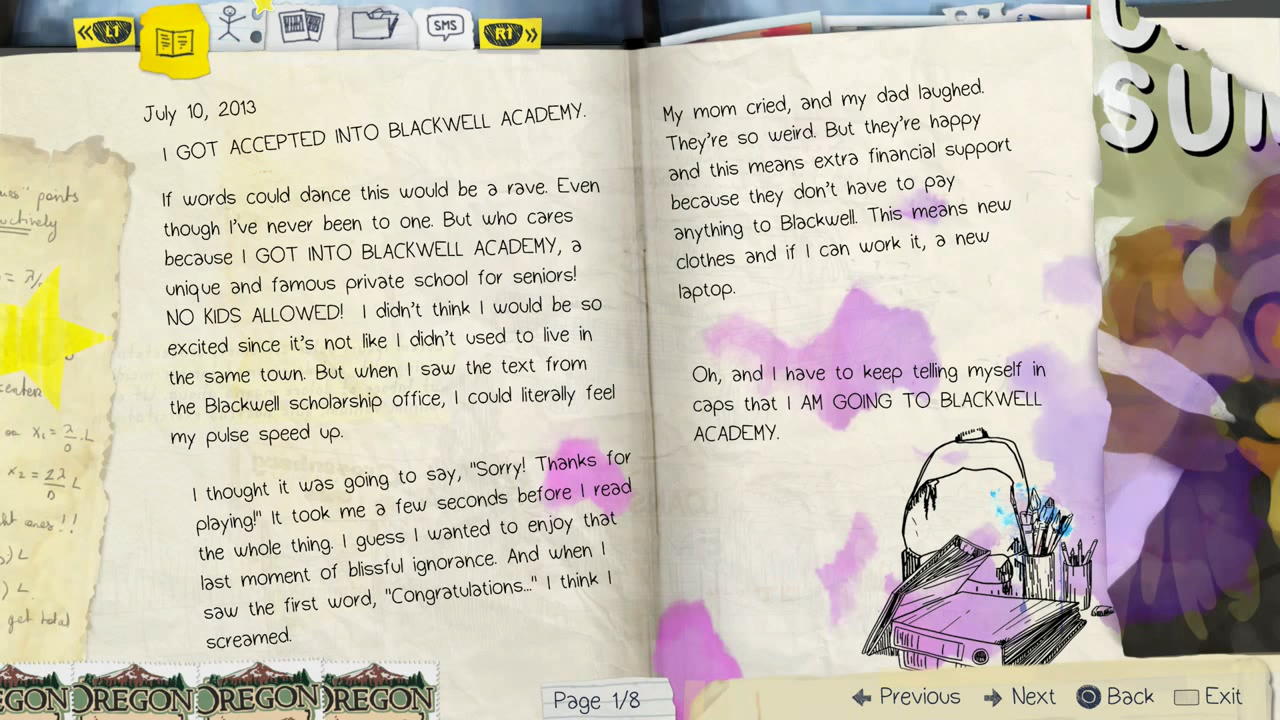 L1
SMS
R1
July 10, 2013
I GOT ACCEPTED INTO BLACKWELL ACADEMY.
If words could dance this would be a rave. Even
though I've never been to one. But who cares
because I GOT INTO BLACKWELL ACADEMY, a
unique and famous private school for seniors!
NO KIDS ALLOWED! I didn't think I would be so
excited since it's not like I didn't used to live in
the same town. But when I saw the text from
the Blackwell scholarship office, I could literally feel
my pulse speed up.
I thought it was going to say, "Sorry! Thanks for
playing!" It took me a few seconds before I read
the whole thing. I guess I wanted to enjoy that
last moment of blissful ignorance. And when I
saw the first word, "Congratulations..." I think I
screamed.
My mom cried, and my dad laughed.
They're so weird. But they're happy
and this means extra financial support
because they don't have to pay
anything to Blackwell. This means new
clothes and if I can work it, a new
laptop.
Oh, and I have to keep telling myself in
caps that I AM GOING TO BLACKWELL
ACADEMY.
points
get total
EGON OREGON OREGON OREGON
Page 1/8
Previous Next Back Exit